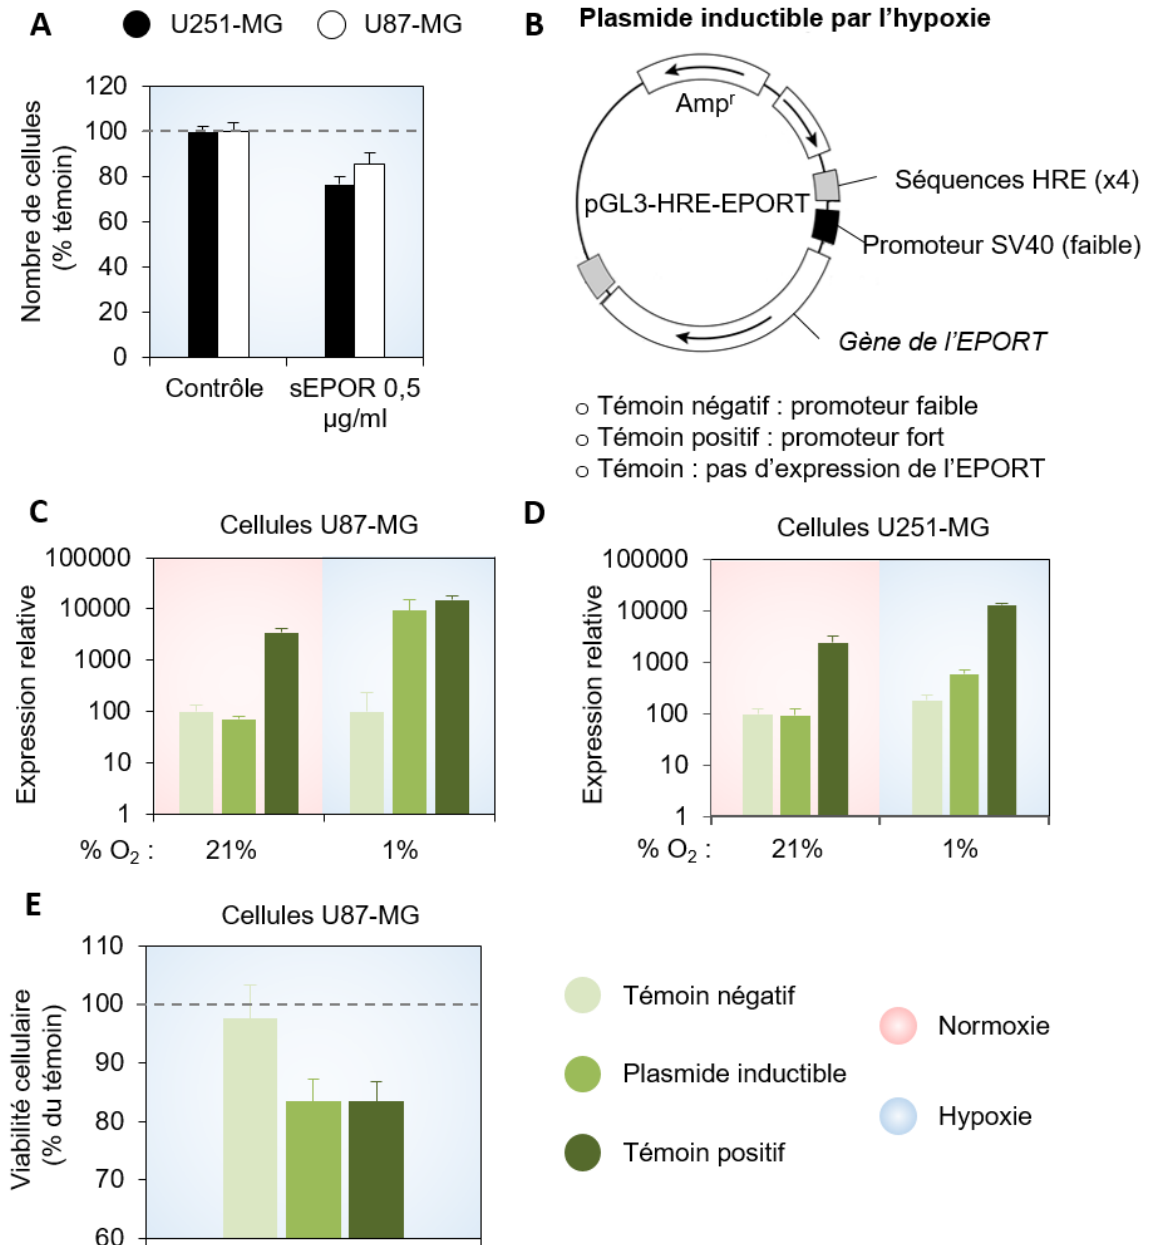 A
U251-MG
U87-MG
Nombre de cellules
(% témoin)
120
100
80
60
40
20
0
Contrôle
sEPOR 0,5
µg/ml
B
Plasmide inductible par l'hypoxie
Ampʳ
pGL3-HRE-EPORT
Séquences HRE (x4)
Promoteur SV40 (faible)
Gène de l'EPORT
o Témoin négatif : promoteur faible
o Témoin positif : promoteur fort
o Témoin : pas d'expression de l'EPORT
C
Cellules U87-MG
Expression relative
100000
10000
1000
100
10
1
% O₂ :
21%
1%
D
Cellules U251-MG
Expression relative
100000
10000
1000
100
10
1
% O₂ :
21%
1%
E
Cellules U87-MG
Viabilité cellulaire
(% du témoin)
110
100
90
80
70
60
Témoin négatif
Plasmide inductible
Témoin positif
Normoxie
Hypoxie